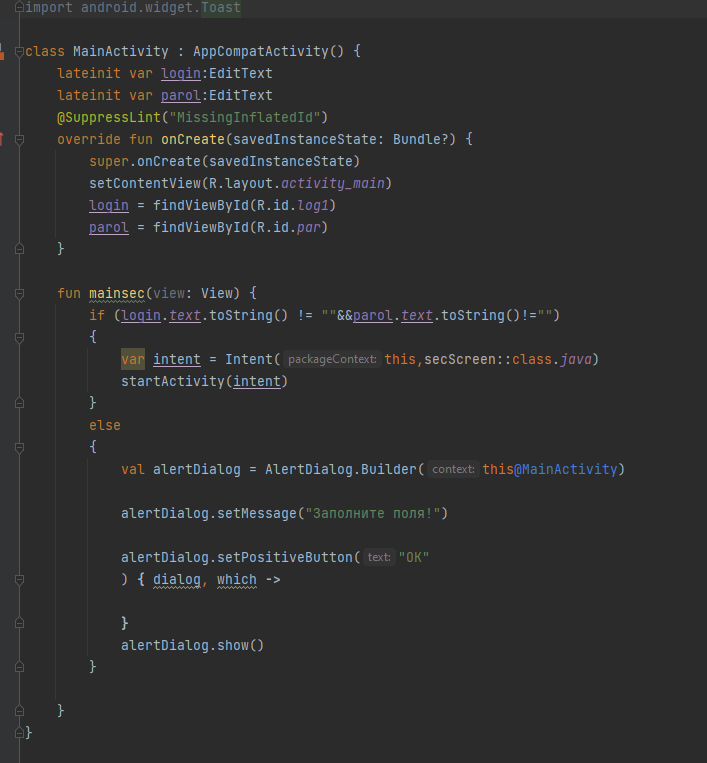 import android.widget.Toast
class MainActivity : AppCompatActivity() {
lateinit var login:EditText
lateinit var parol:EditText
@SuppressLint("MissingInflatedId")
override fun onCreate(savedInstanceState: Bundle?) {
super.onCreate(savedInstanceState)
setContentView(R.layout.activity_main)
login = findViewById(R.id.log1)
parol = findViewById(R.id.par)
}
fun mainsec(view: View) {
if (login.text.toString() != ""&&parol.text.toString()!="")
{
var intent = Intent( packageContext: this,secScreen::class.java)
startActivity(intent)
}
else
{
val alertDialog = AlertDialog.Builder( context: this@MainActivity)
alertDialog.setMessage("Заполните поля!")
alertDialog.setPositiveButton( text: "OK"
) { dialog, which ->
}
alertDialog.show()
}
}
}